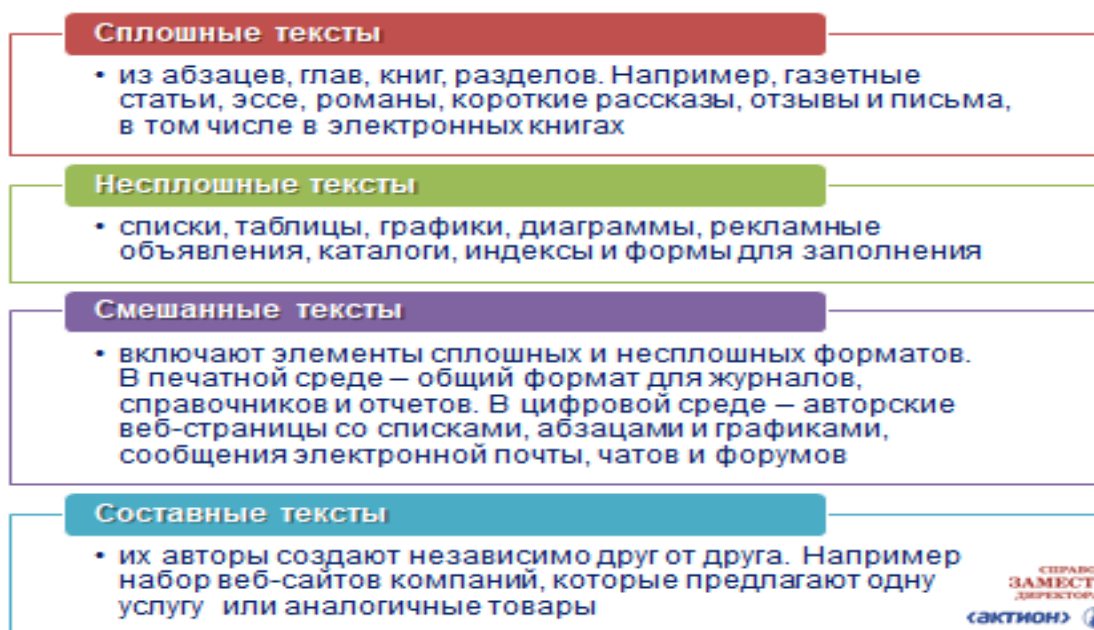 Сплошные тексты
• из абзацев, глав, книг, разделов. Например, газетные
статьи, эссе, романы, короткие рассказы, отзывы и письма,
в том числе в электронных книгах
Несплошные тексты
• списки, таблицы, графики, диаграммы, рекламные
объявления, каталоги, индексы и формы для заполнения
Смешанные тексты
• включают элементы сплошных и несплошных форматов.
В печатной среде – общий формат для журналов,
справочников и отчетов. В цифровой среде – авторские
веб-страницы со списками, абзацами и графиками,
сообщения электронной почты, чатов и форумов
Составные тексты
• их авторы создают независимо друг от друга. Например
набор веб-сайтов компаний, которые предлагают одну
услугу или аналогичные товары
СПРАВО
ЗАМЕСТ
ДИРЕКТОРА
‹актион›